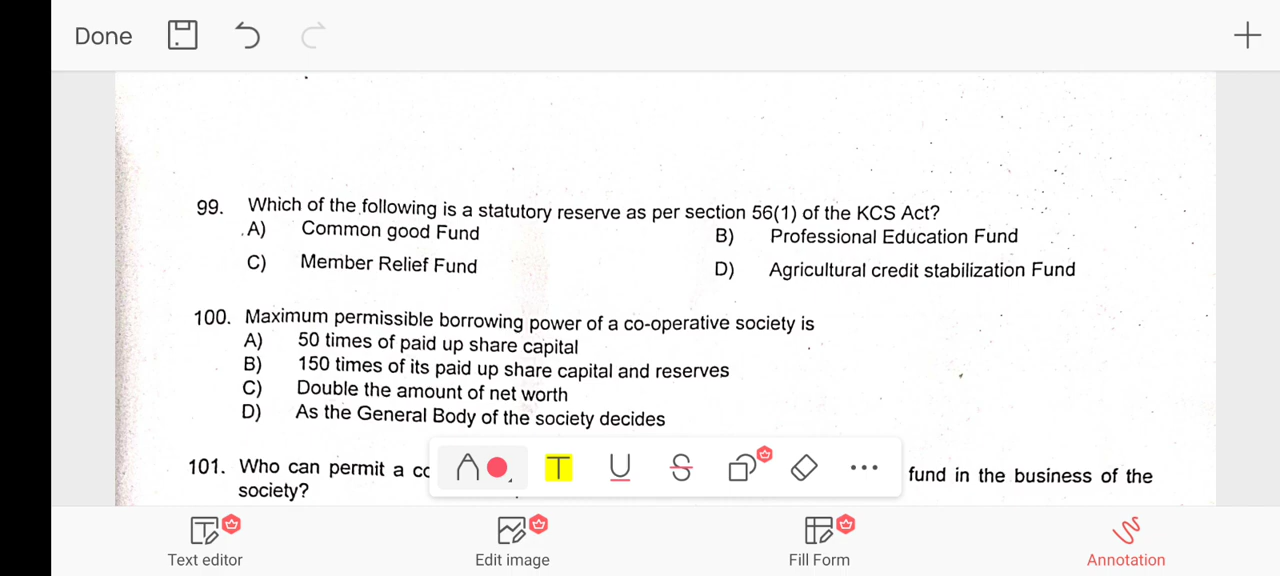 Done
99. Which of the following is a statutory reserve as per section 56(1) of the KCS Act?
A) Common good Fund
B) Professional Education Fund
C) Member Relief Fund
D) Agricultural credit stabilization Fund
100. Maximum permissible borrowing power of a co-operative society is
A) 50 times of paid up share capital
B) 150 times of its paid up share capital and reserves
C) Double the amount of net worth
D) As the General Body of the society decides
101. Who can permit a fund in the business of the
society?
Text editor
Edit image
Fill Form
Annotation